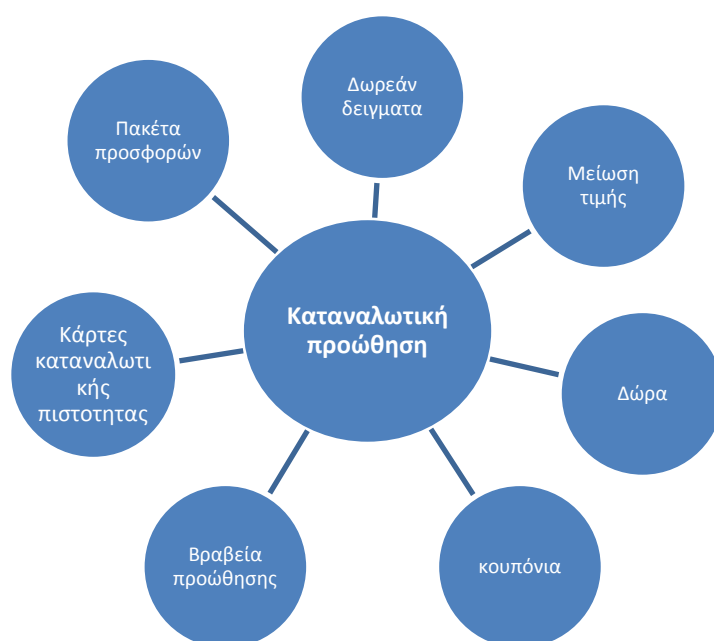 Δωρεάν
δειγματα
Πακέτα
προσφορών
Μείωση
τιμής
Καταναλωτική
προώθηση
Κάρτες
καταναλωτι
κής
πιστοτητας
Δώρα
Βραβεία
προώθησης
κουπόνια